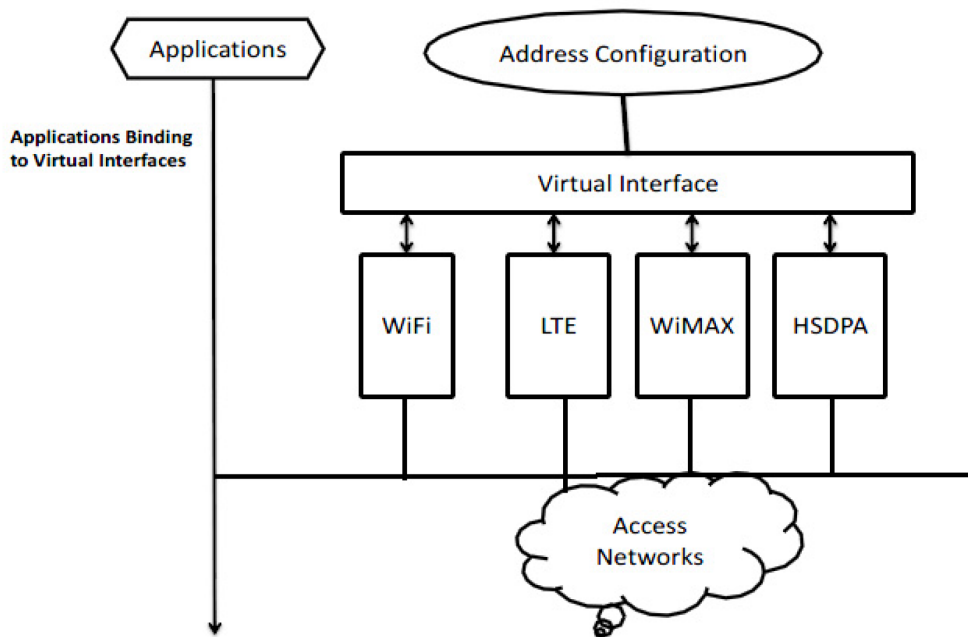 Applications
Address Configuration
Applications Binding
to Virtual Interfaces
Virtual Interface
WiFi
LTE
WiMAX
HSDPA
Access
Networks